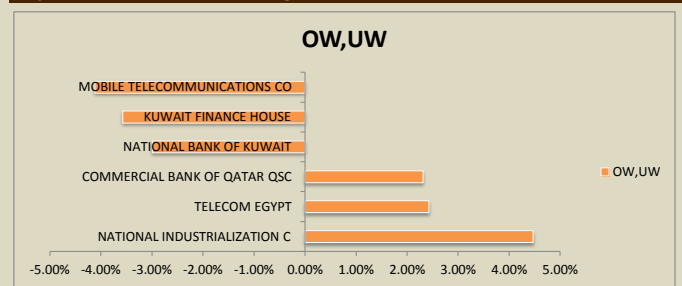 OW,UW
MOBILE TELECOMMUNICATIONS CO
KUWAIT FINANCE HOUSE
NATIONAL BANK OF KUWAIT
COMMERCIAL BANK OF QATAR QSC
OW,UW
TELECOM EGYPT
NATIONAL INDUSTRIALIZATION C
-5.00% -4.00% -3.00% -2.00% -1.00% 0.00% 1.00% 2.00% 3.00% 4.00% 5.00%